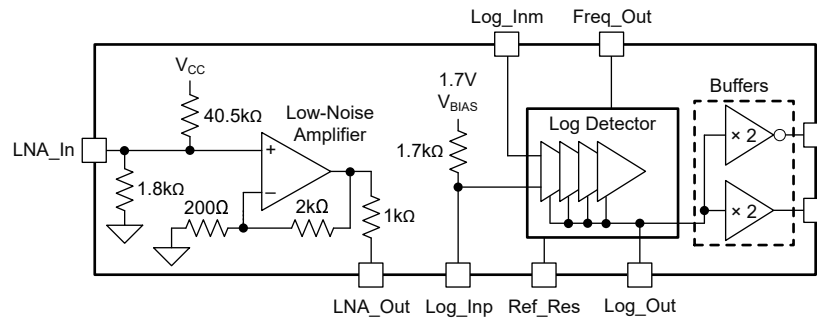 Log_Inm
Freq_Out
V_CC
40.5kΩ
Low-Noise
Amplifier
1.7V
V_BIAS
1.7kΩ
Log Detector
Buffers
LNA_In
+
−
1.8kΩ
200Ω
2kΩ
1kΩ
× 2
× 2
LNA_Out
Log_Inp
Ref_Res
Log_Out